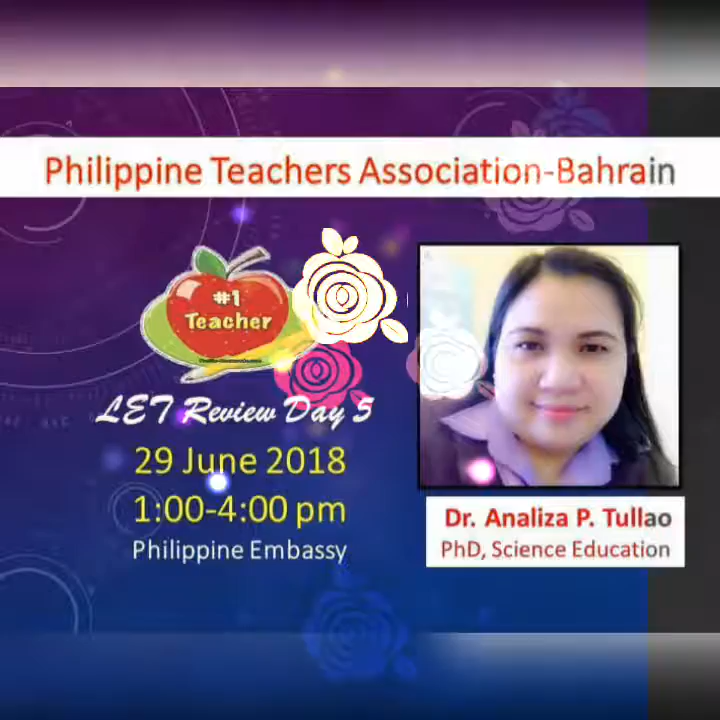 Philippine Teachers Association-Bahrain
#1
Teacher
LET Review Day 5
29 June 2018
1:00-4:00 pm
Philippine Embassy
Dr. Analiza P. Tullao
PhD, Science Education